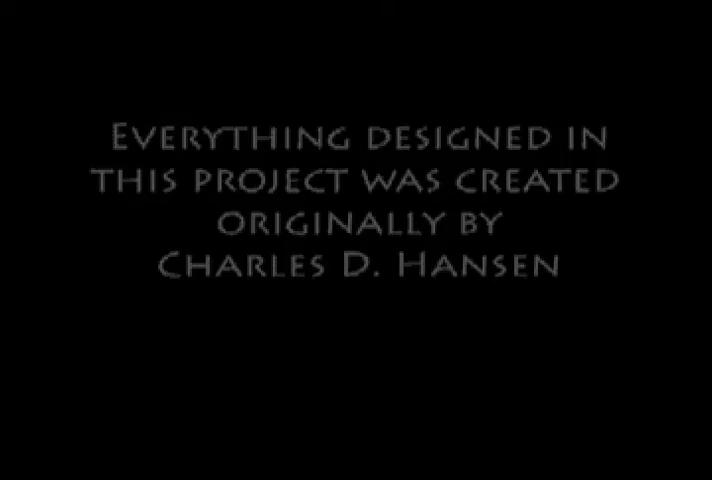 Everything designed in
this project was created
originally by
Charles D. Hansen